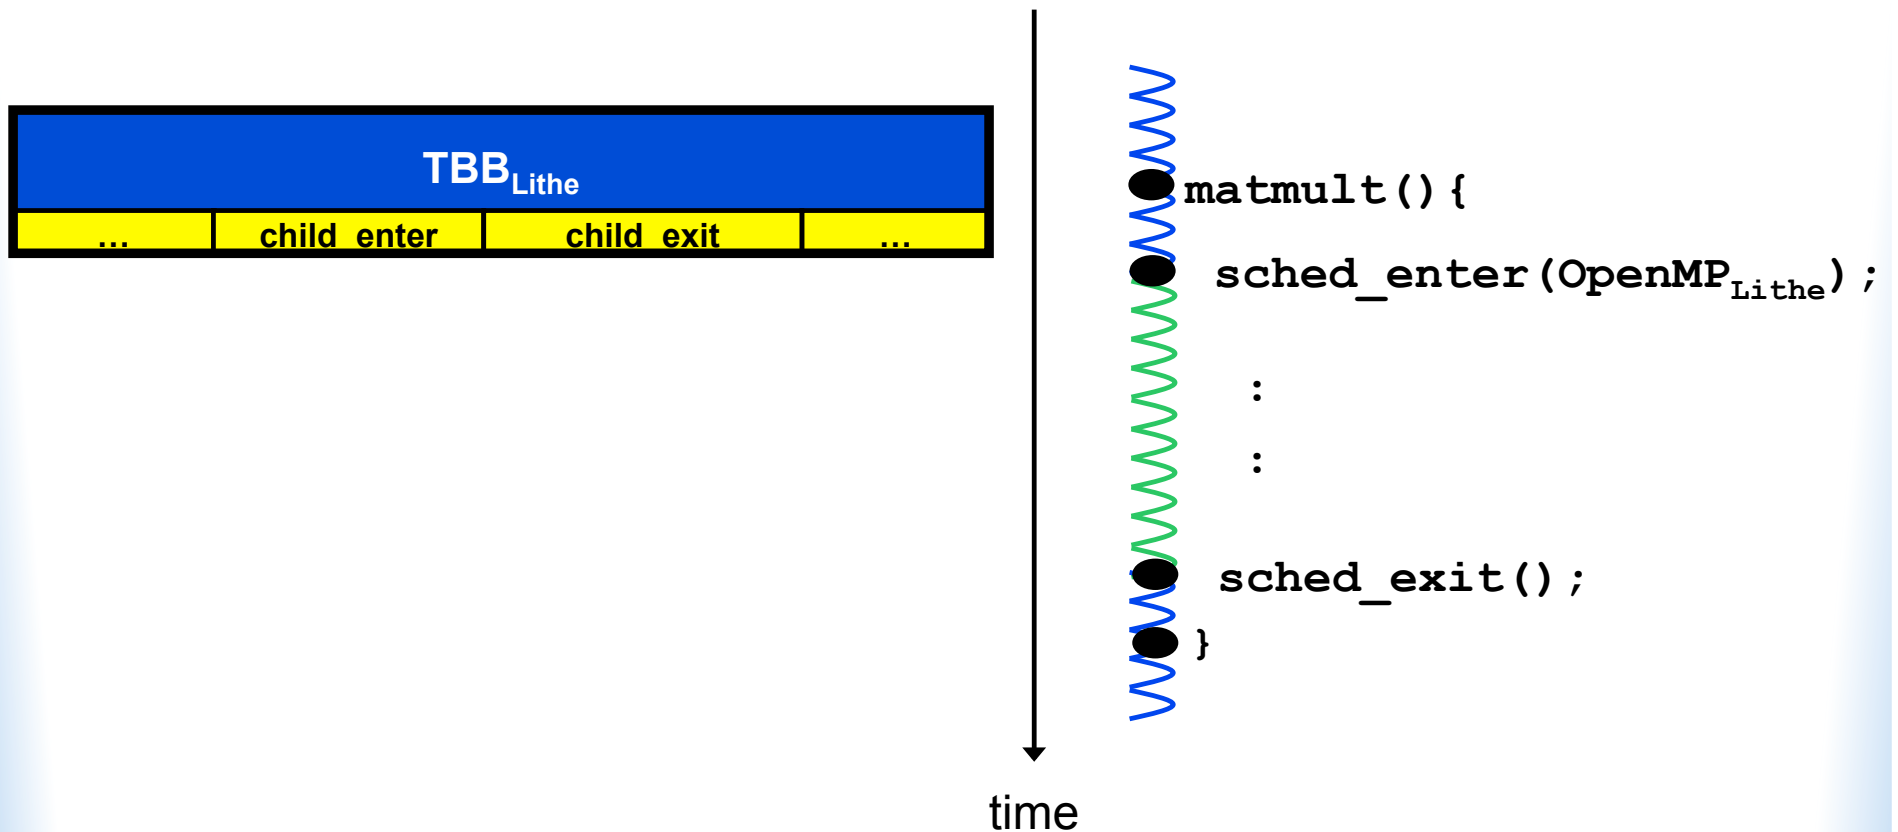 TBBLithe
... child_enter child_exit ...
matmult(){
sched_enter(OpenMPLithe);
:
:
sched_exit();
}
time